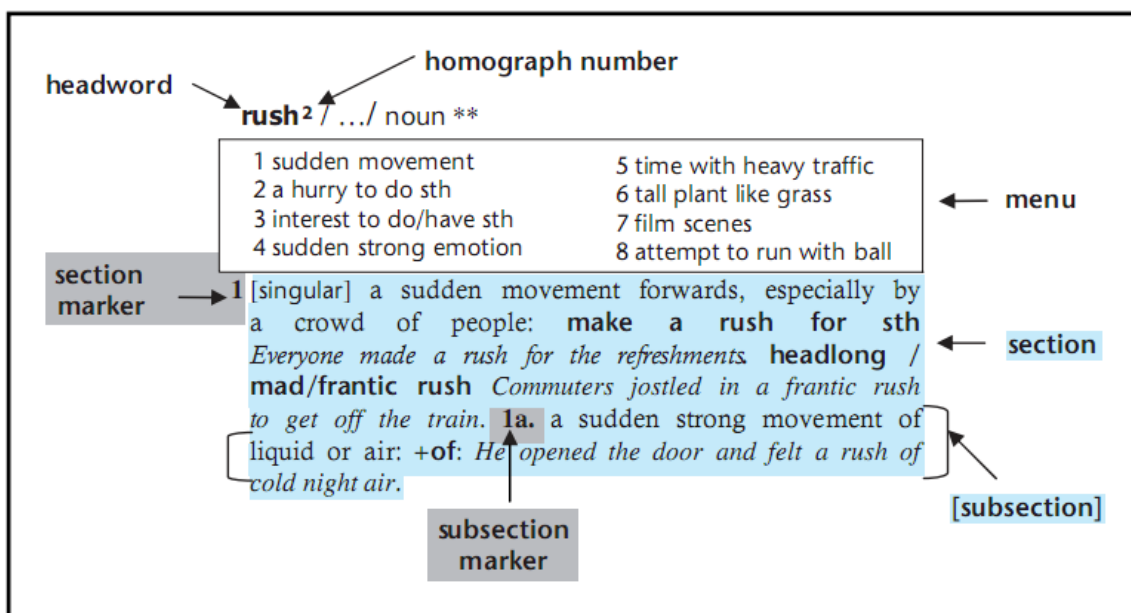 homograph number
headword
rush² / .../ noun **
1 sudden movement
2 a hurry to do sth
3 interest to do/have sth
4 sudden strong emotion
5 time with heavy traffic
6 tall plant like grass
7 film scenes
8 attempt to run with ball
menu
section
marker
1 [singular] a sudden movement forwards, especially by
a crowd of people: make a rush for sth
Everyone made a rush for the refreshments. headlong /
mad/frantic rush Commuters jostled in a frantic rush
to get off the train. 1a. a sudden strong movement of
liquid or air: +of: He opened the door and felt a rush of
cold night air.
section
[subsection]
subsection
marker